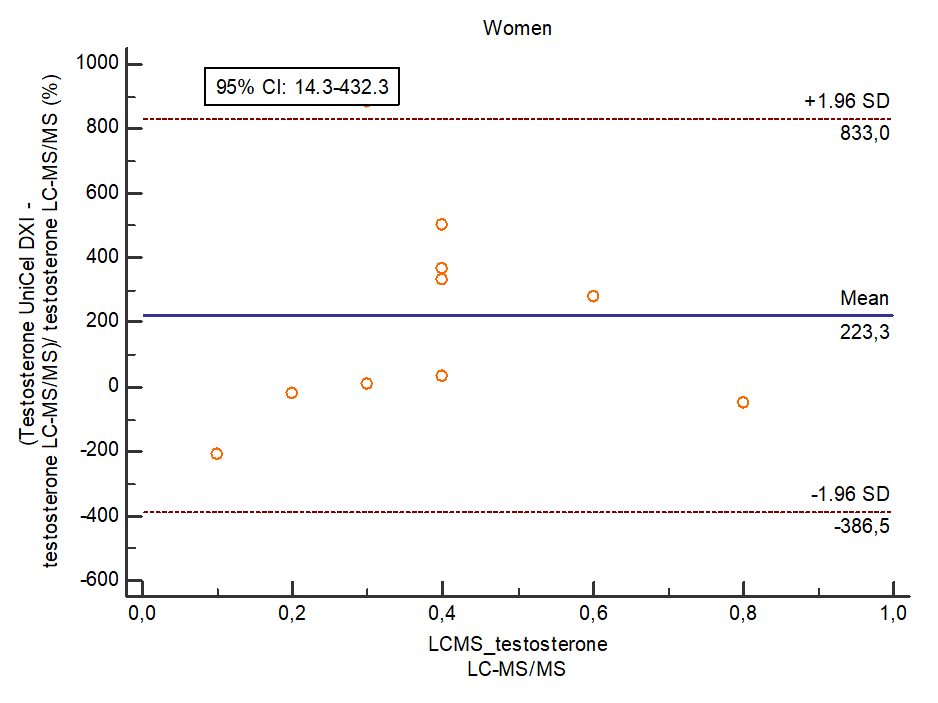 Women
(Testosterone UniCel DXI -
testosterone LC-MS/MS)/ testosterone LC-MS/MS (%)
1000
800
600
400
200
0
-200
-400
-600
95% CI: 14.3-432.3
+1.96 SD
833,0
Mean
223,3
-1.96 SD
-386,5
0,0
0,2
0,4
0,6
0,8
1,0
LCMS_testosterone
LC-MS/MS